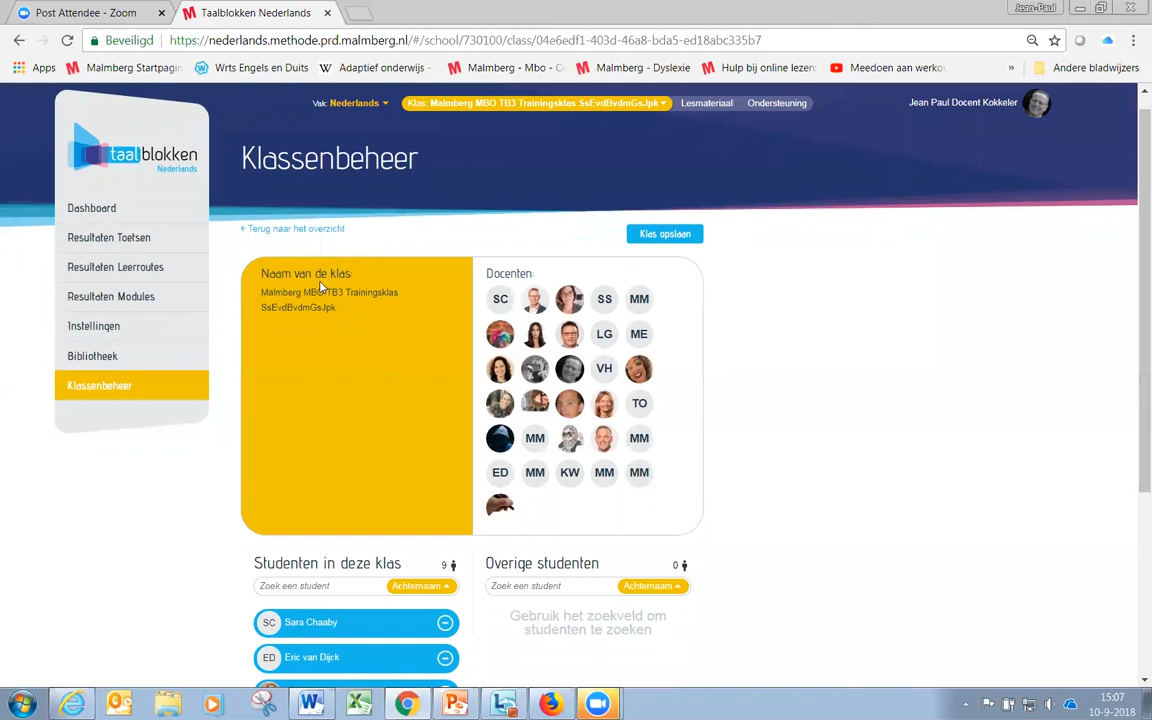 Post Attendee - Zoom
Taalblokken Nederlands
Jean-Paul
Beveiligd
https://nederlands.methode.prd.malmberg.nl/#/school/730100/class/04e6edf1-403d-46a8-bda5-ed18abc335b7
Apps
Malmberg Startpagin
Wrts Engels en Duits
Adaptief onderwijs -
Malmberg - Mbo - O
Malmberg - Dyslexie
Hulp bij online lezen:
Meedoen aan werkov
»
Andere bladwijzers
Vak: Nederlands
Klas: Malmberg MBO TB3 Trainingsklas SsEvdBvdmGsJpk
Lesmateriaal
Ondersteuning
Jean Paul Docent Kokkeler
taalblokken
Nederlands
Klassenbeheer
Dashboard
Resultaten Toetsen
Resultaten Leerroutes
Resultaten Modules
Instellingen
Bibliotheek
Klassenbeheer
Terug naar het overzicht
Klas opslaan
Naam van de klas:
Malmberg MBO TB3 Trainingsklas
SsEvdBvdmGsJpk
Docenten:
SC SS MM
LG ME
VH
TO
MM MM
ED MM KW MM MM
Studenten in deze klas
9
Zoek een student
Achternaam
SC Sara Chaaby
ED Eric van Dijck
Overige studenten
0
Zoek een student
Achternaam
Gebruik het zoekveld om
studenten te zoeken
15:07
10-9-2018